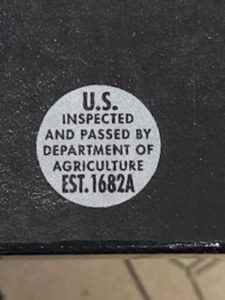 U.S.
INSPECTED
AND PASSED BY
DEPARTMENT OF
AGRICULTURE
EST.1682A